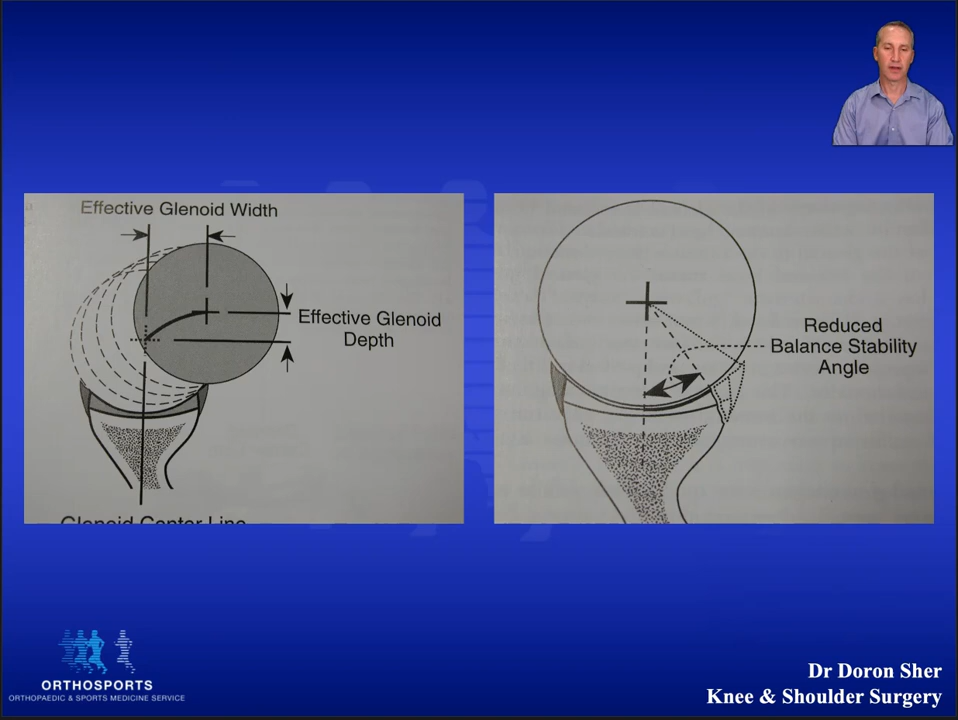 Effective Glenoid Width
Effective Glenoid
Depth
Glenoid Center Line
Reduced
Balance Stability
Angle
ORTHOSPORTS
ORTHOPAEDIC & SPORTS MEDICINE SERVICE
Dr Doron Sher
Knee & Shoulder Surgery